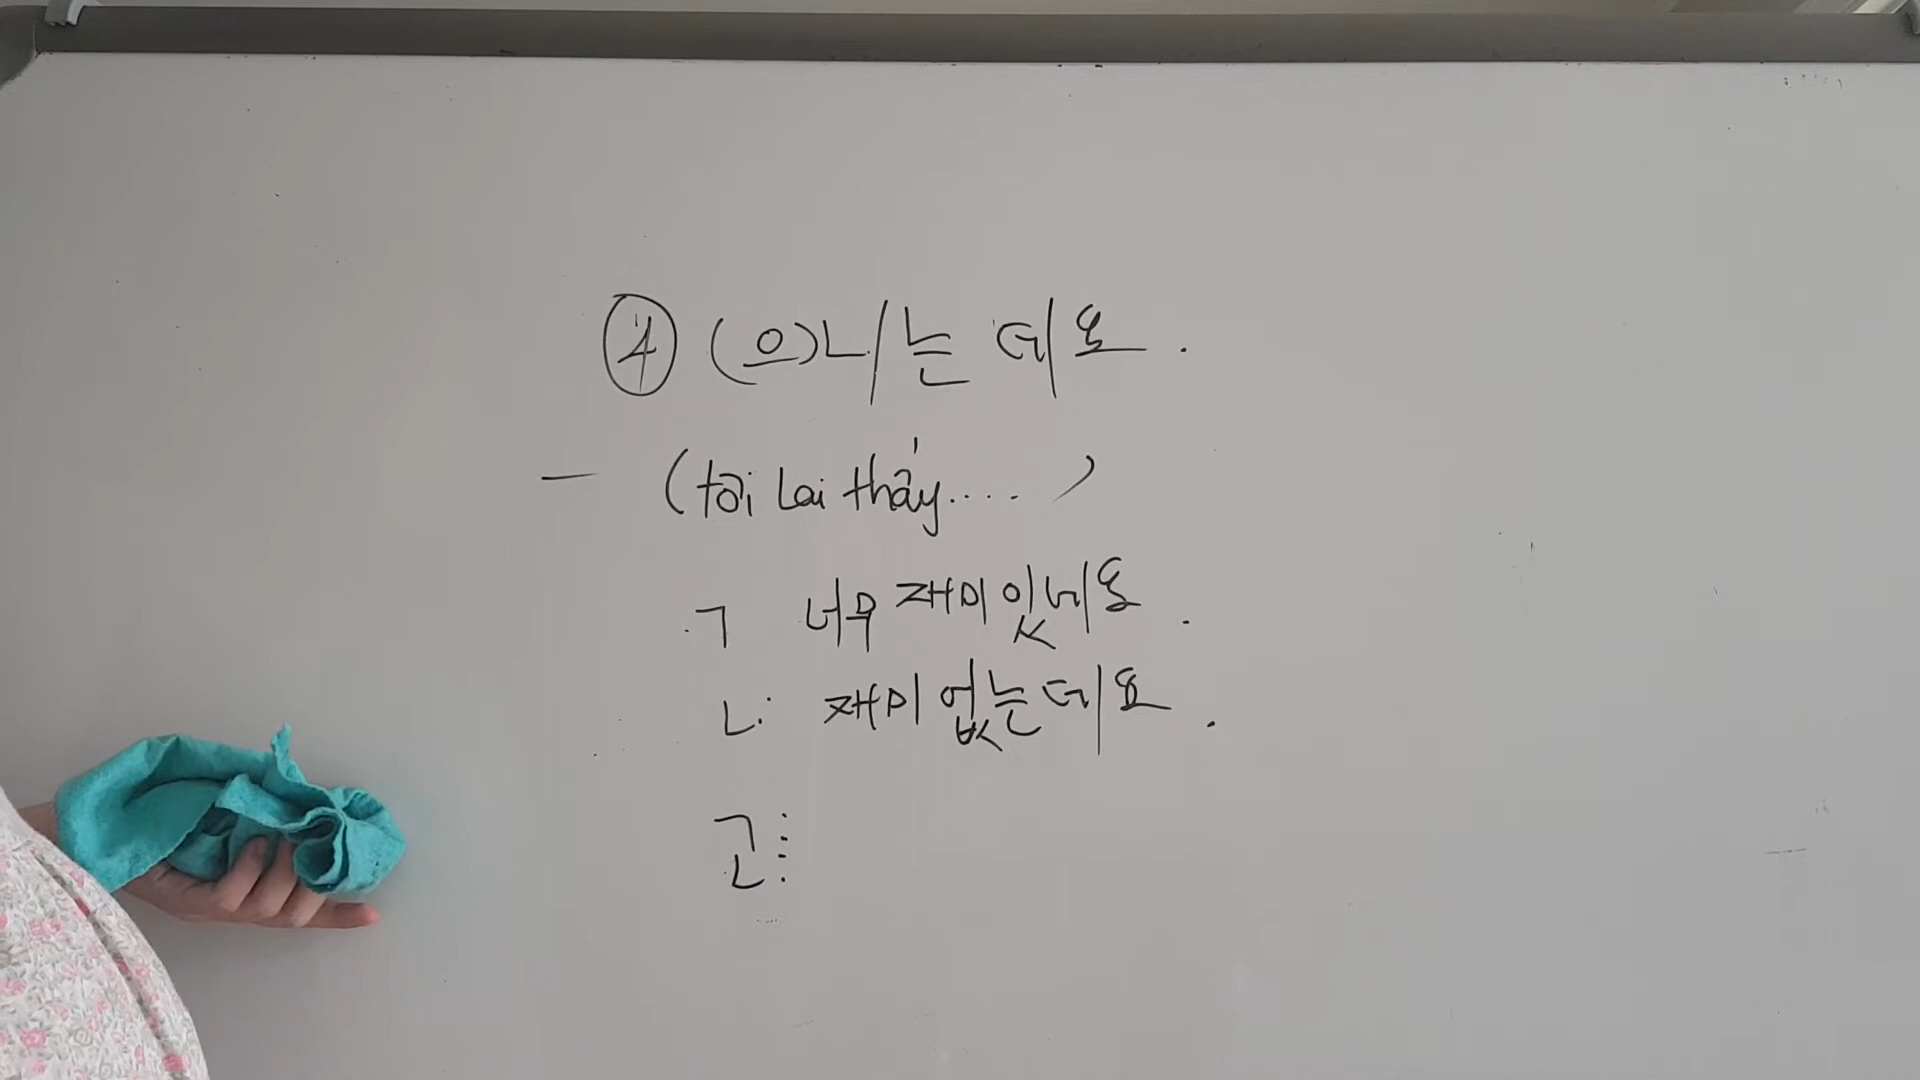 ④ (으)ㄴ/는 데요.
- (tôi lại thấy.... )
ㄱ 너무 재미있네요.
ㄴ: 재미없는데요.
ㄱ:
ㄴ: